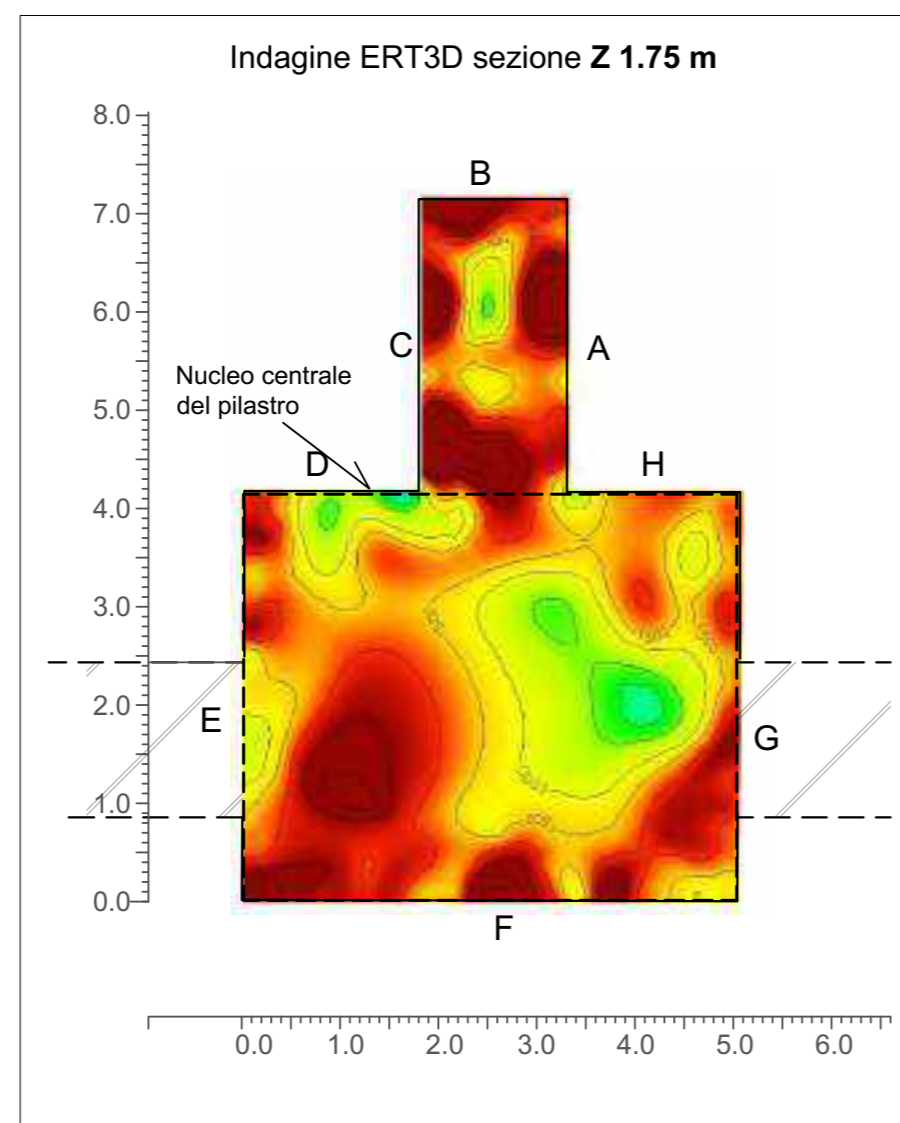 Indagine ERT3D sezione Z 1.75 m
8.0
B
7.0
6.0
C
A
Nucleo centrale
del pilastro
5.0
D
H
4.0
3.0
2.0
E
G
1.0
0.0
F
0.0 1.0 2.0 3.0 4.0 5.0 6.0